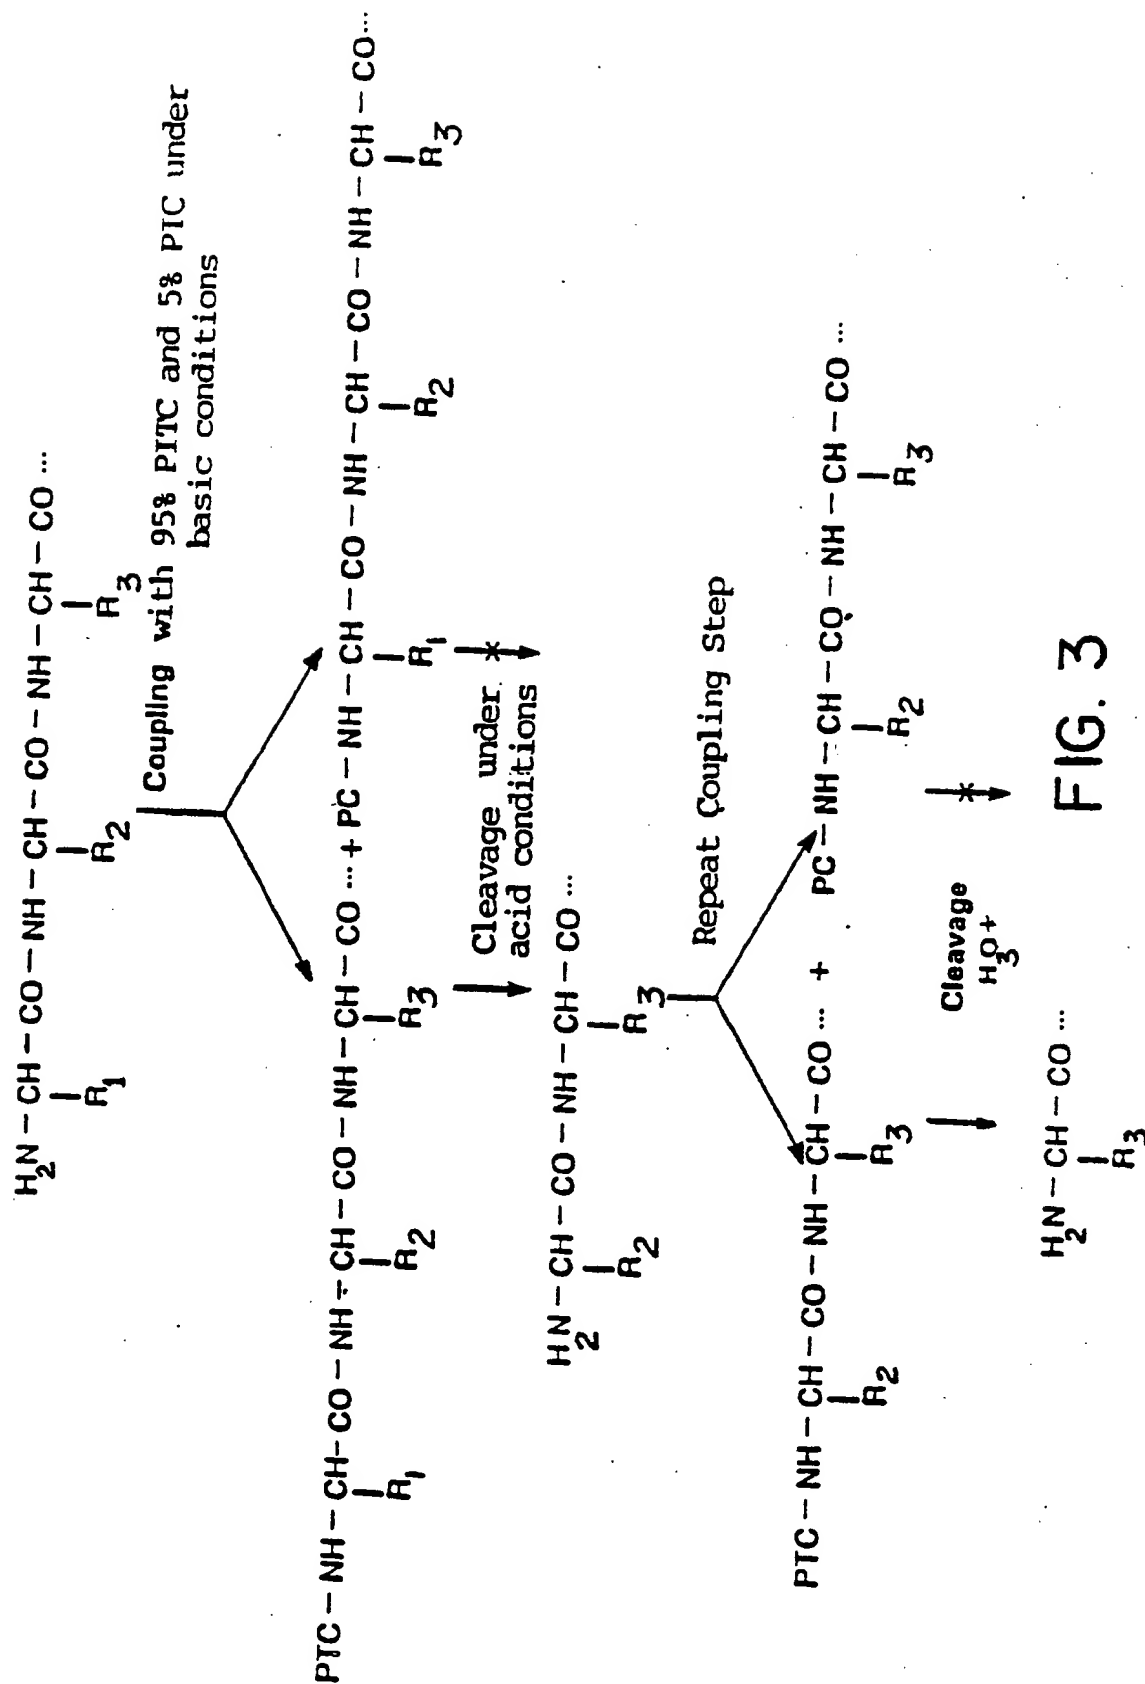 H2N-CH-CO-NH-CH-CO-NH-CH-CO...
R1 R2 R3
Coupling with 95% PITC and 5% PIC under
basic conditions
PTC-NH-CH-CO-NH-CH-CO-NH-CH-CO...+PC-NH-CH-CO-NH-CH-CO-NH-CH-CO...
R1 R2 R3 R1 R2 R3
Cleavage under
acid conditions
H2N-CH-CO-NH-CH-CO...
R2 R3
Repeat Coupling Step
PTC-NH-CH-CO-NH-CH-CO... + PC-NH-CH-CO-NH-CH-CO...
R2 R3 R2 R3
Cleavage
H3O+
H2N-CH-CO...
R3
FIG. 3